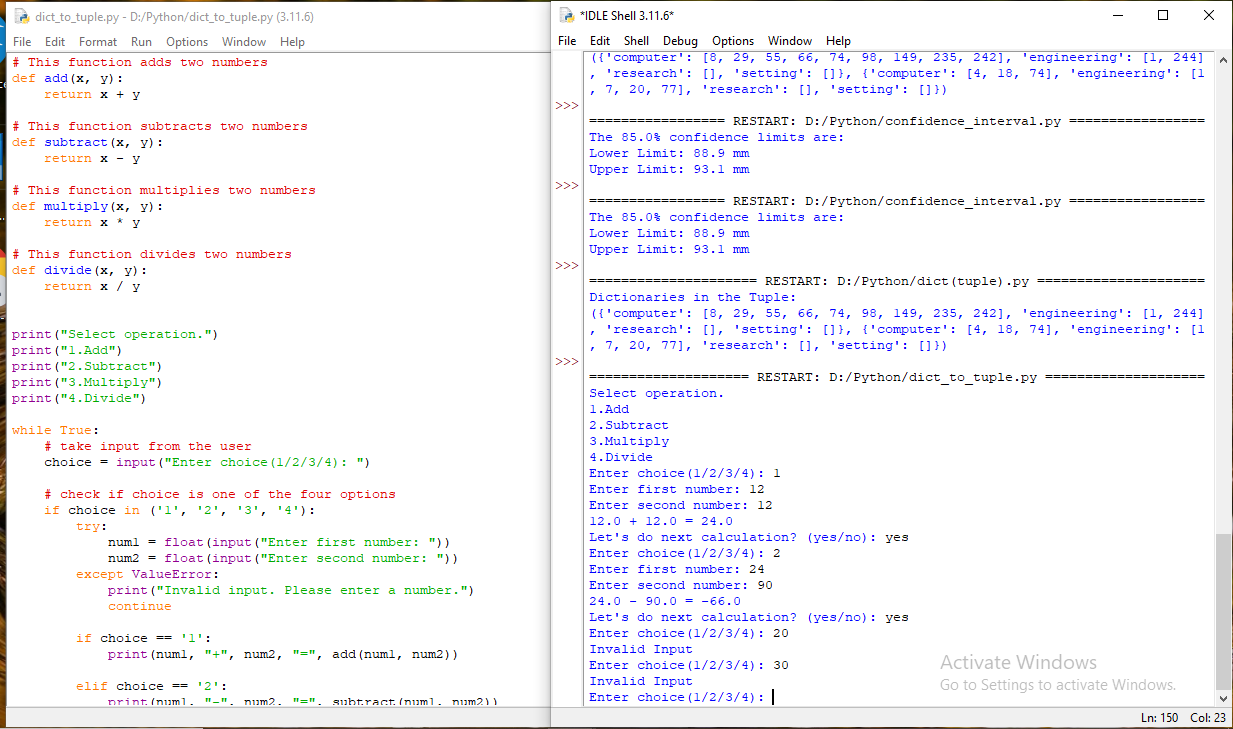 dict_to_tuple.py - D:/Python/dict_to_tuple.py (3.11.6)
File Edit Format Run Options Window Help
# This function adds two numbers
def add(x, y):
    return x + y

# This function subtracts two numbers
def subtract(x, y):
    return x - y

# This function multiplies two numbers
def multiply(x, y):
    return x * y

# This function divides two numbers
def divide(x, y):
    return x / y


print("Select operation.")
print("1.Add")
print("2.Subtract")
print("3.Multiply")
print("4.Divide")

while True:
    # take input from the user
    choice = input("Enter choice(1/2/3/4): ")

    # check if choice is one of the four options
    if choice in ('1', '2', '3', '4'):
        try:
            num1 = float(input("Enter first number: "))
            num2 = float(input("Enter second number: "))
        except ValueError:
            print("Invalid input. Please enter a number.")
            continue

        if choice == '1':
            print(num1, "+", num2, "=", add(num1, num2))

        elif choice == '2':
            print(num1, "-", num2, "=", subtract(num1, num2))
*IDLE Shell 3.11.6*
File Edit Shell Debug Options Window Help
({'computer': [8, 29, 55, 66, 74, 98, 149, 235, 242], 'engineering': [1, 244]
, 'research': [], 'setting': []}, {'computer': [4, 18, 74], 'engineering': [1
, 7, 20, 77], 'research': [], 'setting': []})
>>>
================= RESTART: D:/Python/confidence_interval.py =================
The 85.0% confidence limits are:
Lower Limit: 88.9 mm
Upper Limit: 93.1 mm
>>>
================= RESTART: D:/Python/confidence_interval.py =================
The 85.0% confidence limits are:
Lower Limit: 88.9 mm
Upper Limit: 93.1 mm
>>>
===================== RESTART: D:/Python/dict(tuple).py =====================
Dictionaries in the Tuple:
({'computer': [8, 29, 55, 66, 74, 98, 149, 235, 242], 'engineering': [1, 244]
, 'research': [], 'setting': []}, {'computer': [4, 18, 74], 'engineering': [1
, 7, 20, 77], 'research': [], 'setting': []})
>>>
==================== RESTART: D:/Python/dict_to_tuple.py ====================
Select operation.
1.Add
2.Subtract
3.Multiply
4.Divide
Enter choice(1/2/3/4): 1
Enter first number: 12
Enter second number: 12
12.0 + 12.0 = 24.0
Let's do next calculation? (yes/no): yes
Enter choice(1/2/3/4): 2
Enter first number: 24
Enter second number: 90
24.0 - 90.0 = -66.0
Let's do next calculation? (yes/no): yes
Enter choice(1/2/3/4): 20
Invalid Input
Enter choice(1/2/3/4): 30
Invalid Input
Enter choice(1/2/3/4):
Activate Windows
Go to Settings to activate Windows.
Ln: 150 Col: 23